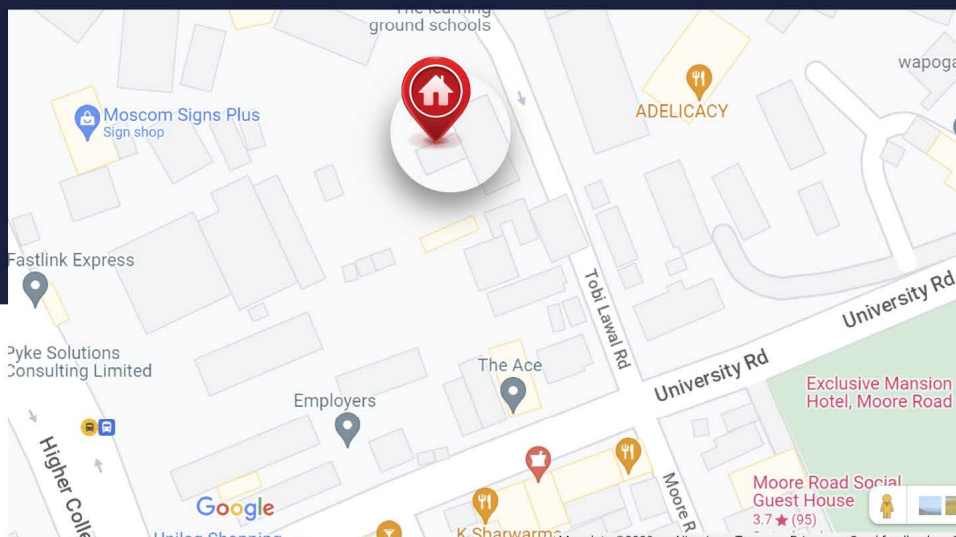 ground schools
wapoga
Moscom Signs Plus
Sign shop
ADELICACY
Fastlink Express
Tobi Lawal Rd
University Rd
University Rd
Pyke Solutions
Consulting Limited
The Ace
Employers
Exclusive Mansion
Hotel, Moore Road
Higher Colle
Moore R
Moore Road Social
Guest House
3.7 ★ (95)
Google
K Sharwarma